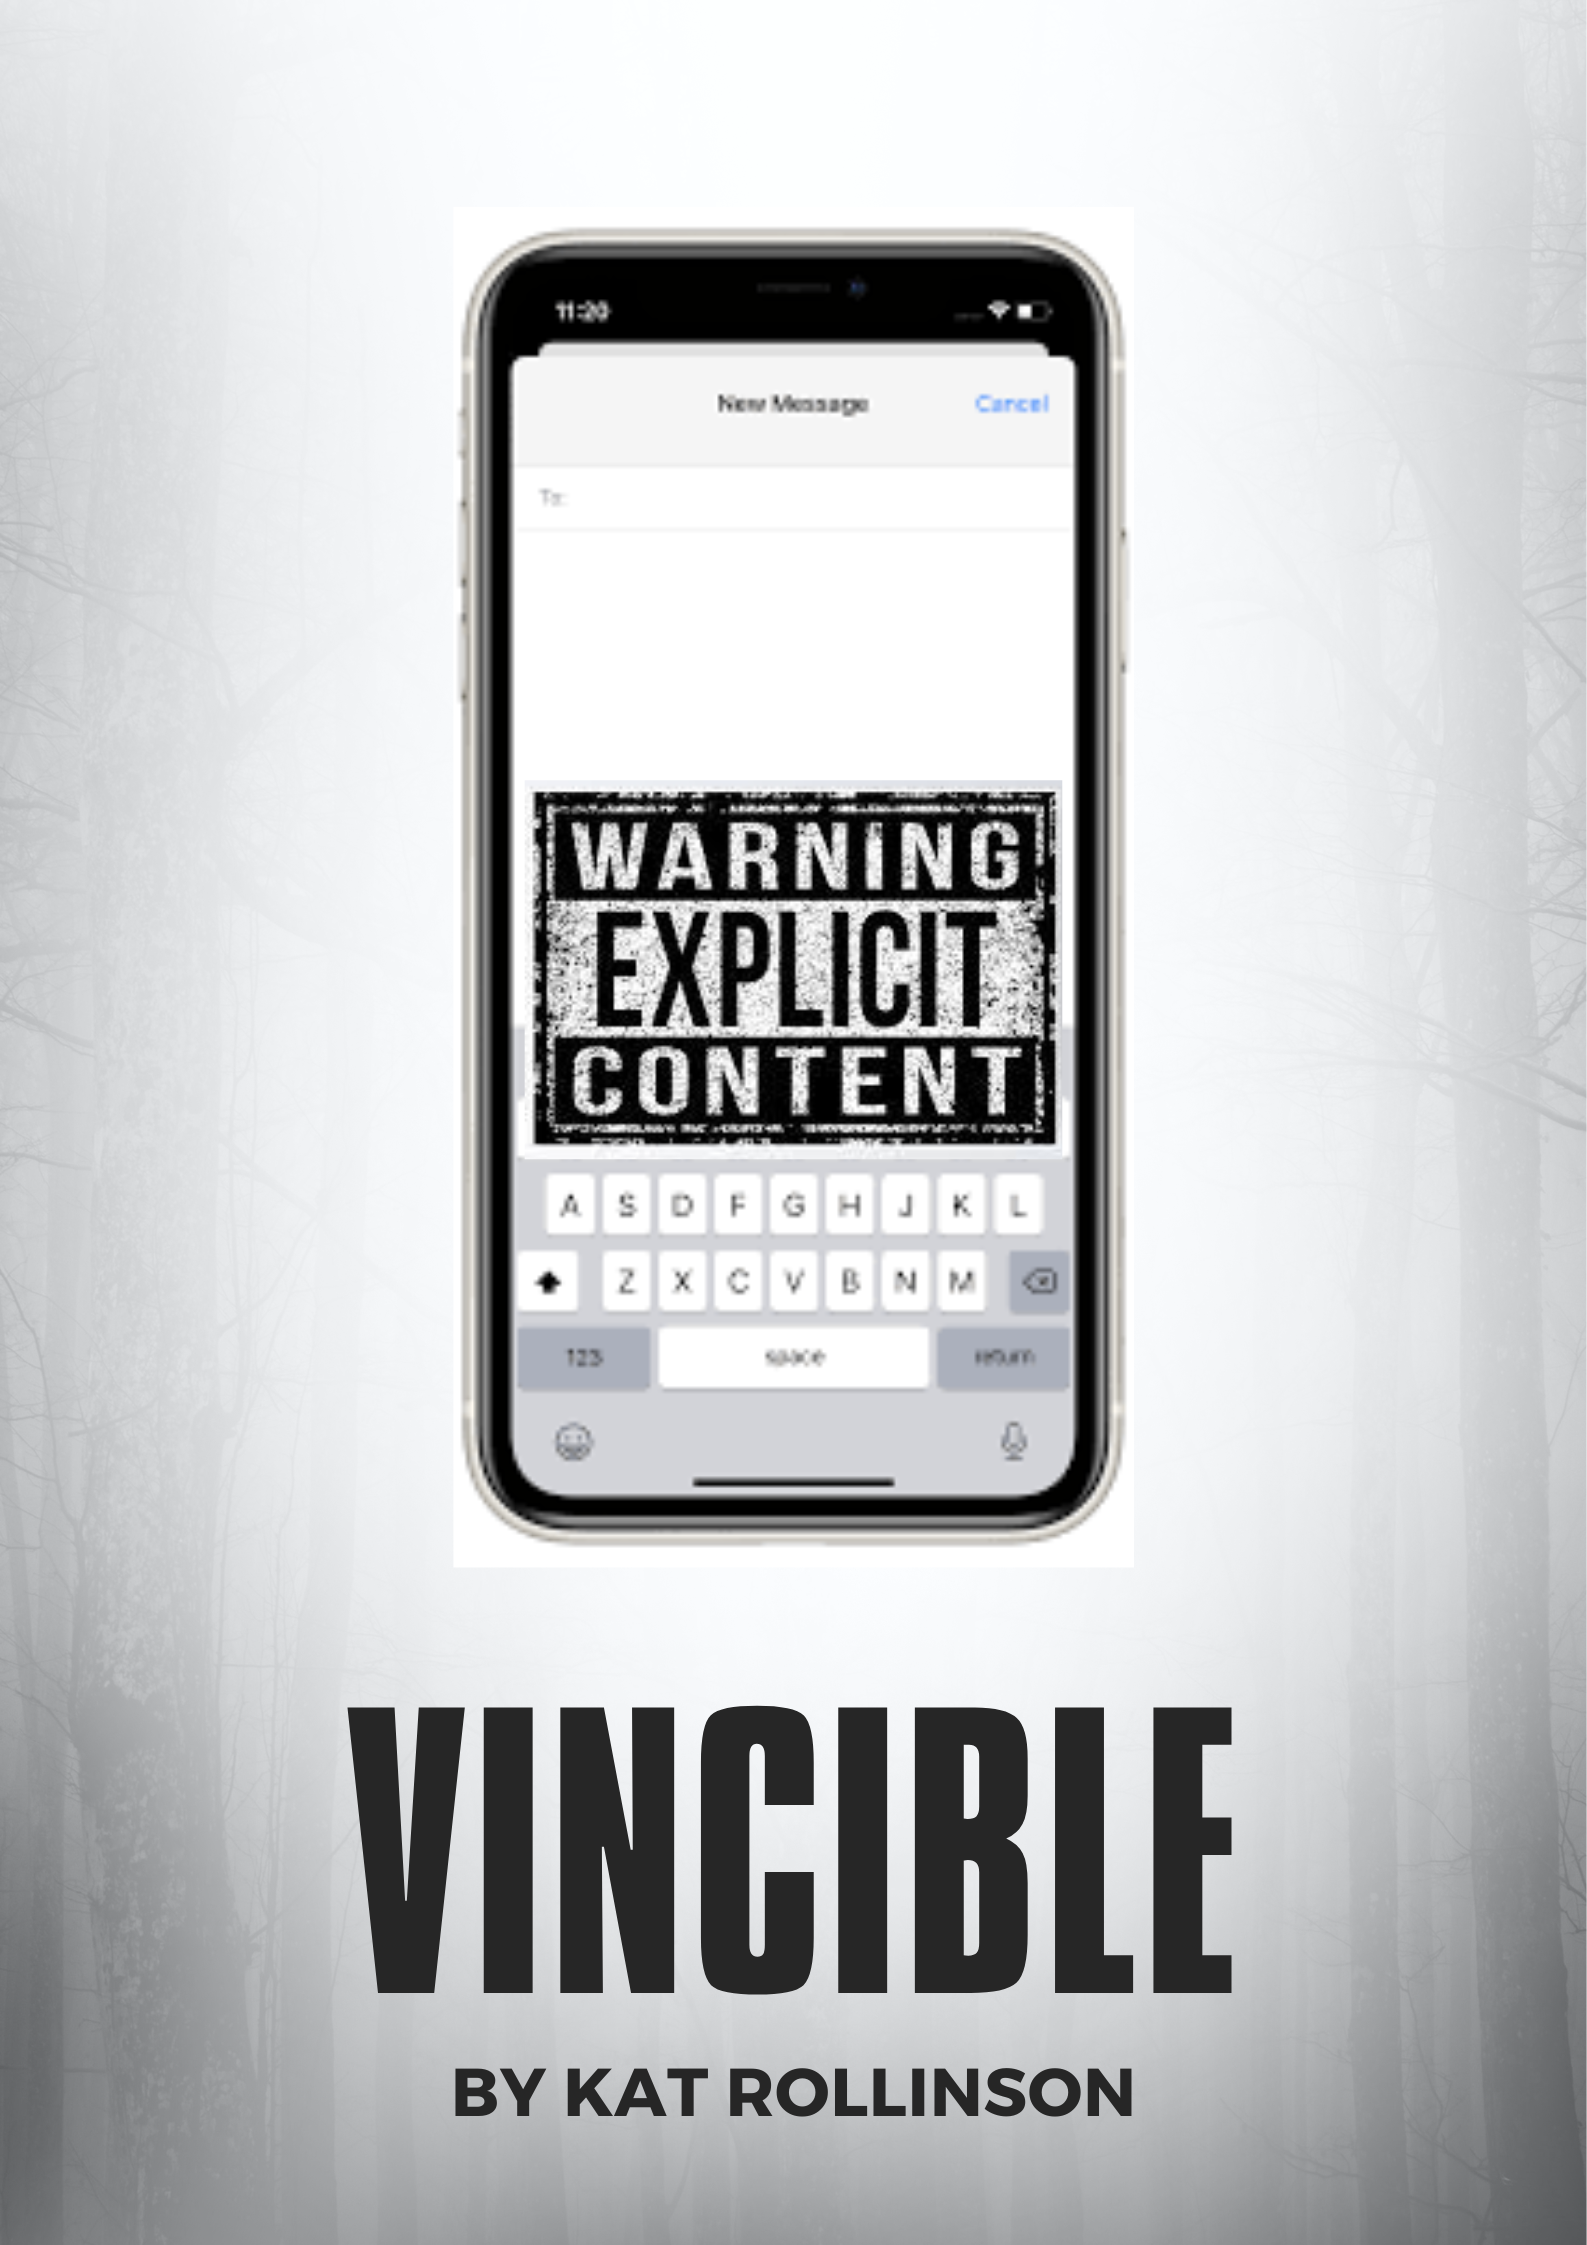 11:20
New Message Cancel
To:
WARNING
EXPLICIT
CONTENT
A S D F G H J K L
Z X C V B N M
123 space return
VINCIBLE
BY KAT ROLLINSON